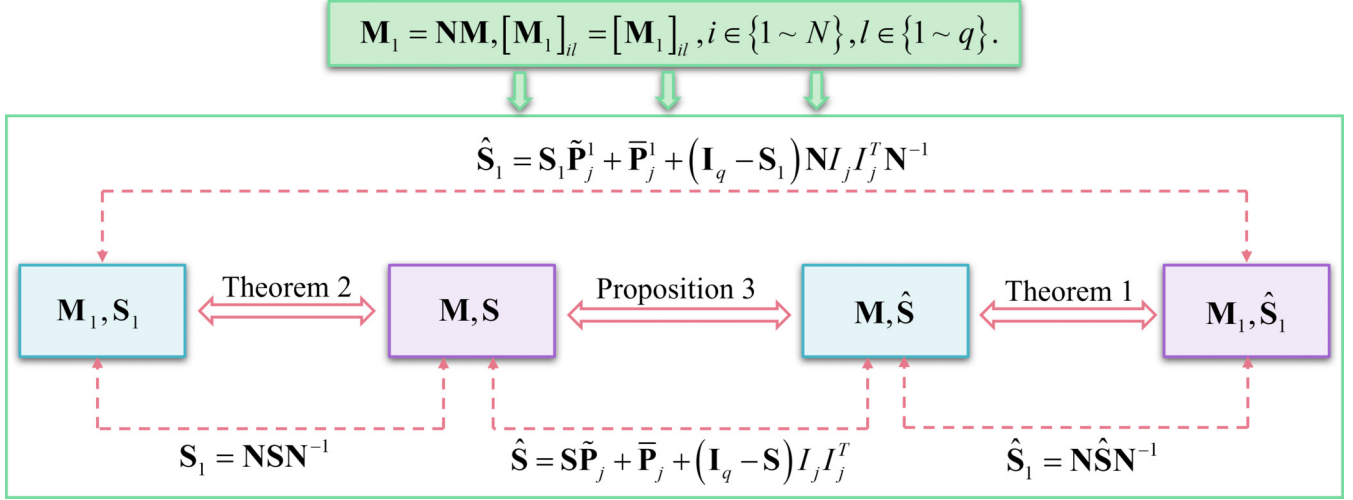 M₁ = NM, [M₁]ᵢₗ = [M₁]ᵢₗ, i ∈ {1 ~ N}, l ∈ {1 ~ q}.
Ŝ₁ = S₁P̃ⱼ¹ + P̄ⱼ¹ + (I_q − S₁) NIⱼIⱼᵀN⁻¹
M₁, S₁
Theorem 2
M, S
Proposition 3
M, Ŝ
Theorem 1
M₁, Ŝ₁
S₁ = NSN⁻¹
Ŝ = SP̃ⱼ + P̄ⱼ + (I_q − S) IⱼIⱼᵀ
Ŝ₁ = NŜN⁻¹